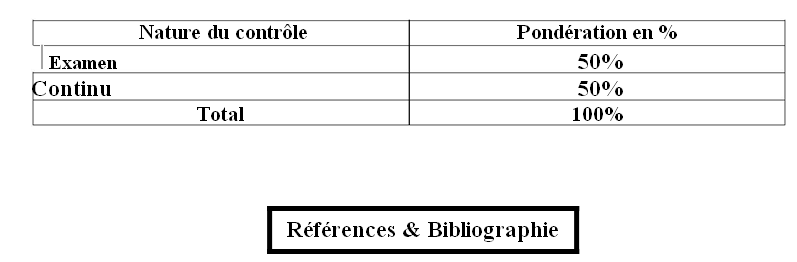 Nature du contrôle Pondération en %
Examen 50%
Continu 50%
Total 100%
Références & Bibliographie